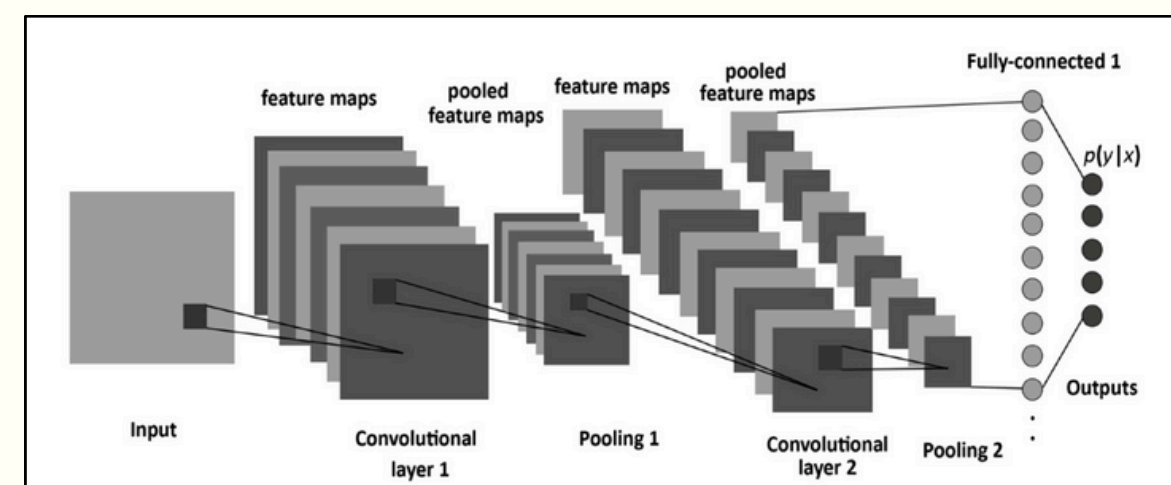 feature maps
pooled
feature maps
feature maps
pooled
feature maps
Fully-connected 1
p(y|x)
Input
Convolutional
layer 1
Pooling 1
Convolutional
layer 2
Pooling 2
Outputs